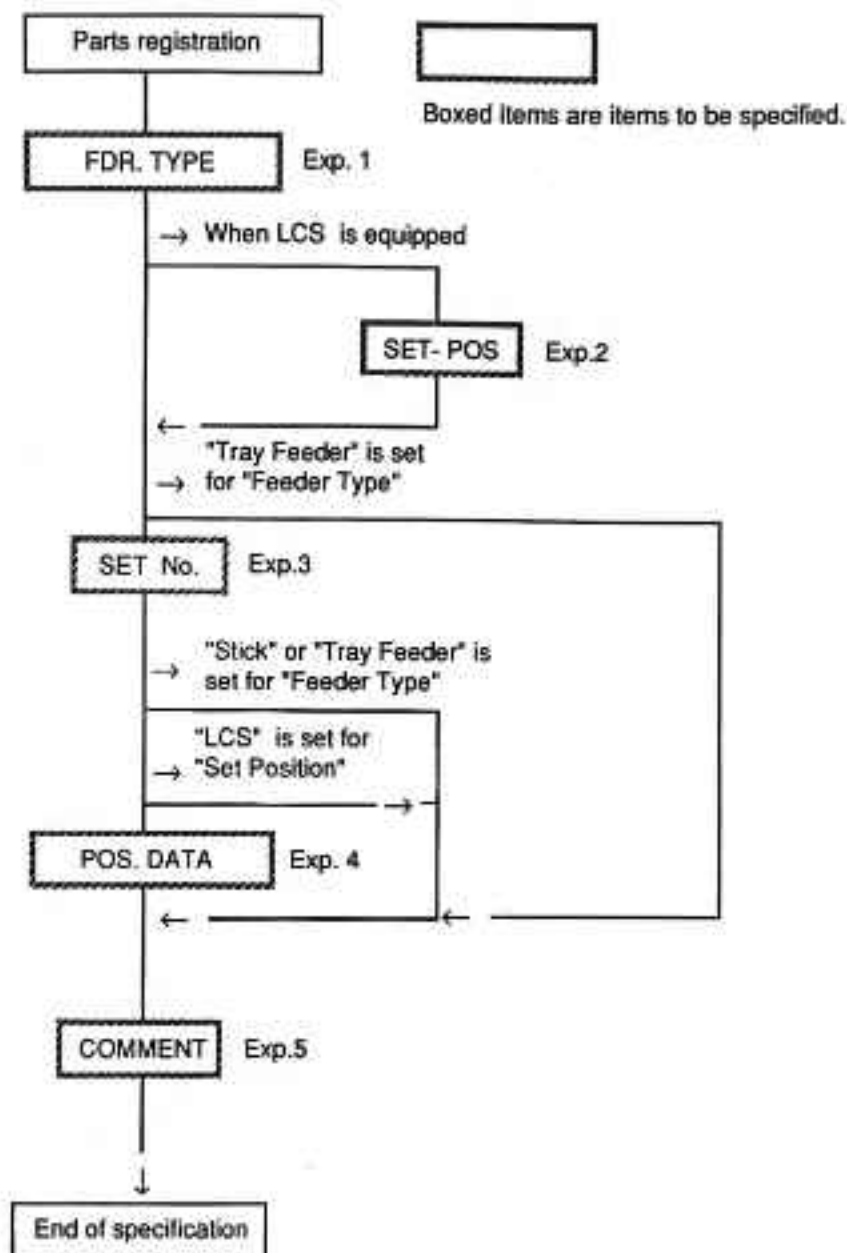 Parts registration
Boxed items are items to be specified.
FDR. TYPE
Exp. 1
→ When LCS is equipped
SET- POS
Exp.2
←
"Tray Feeder" is set
→ for "Feeder Type"
SET No.
Exp.3
"Stick" or "Tray Feeder" is
→ set for "Feeder Type"
"LCS" is set for
→ "Set Position"
→
POS. DATA
Exp. 4
← ←
COMMENT
Exp.5
↓
End of specification